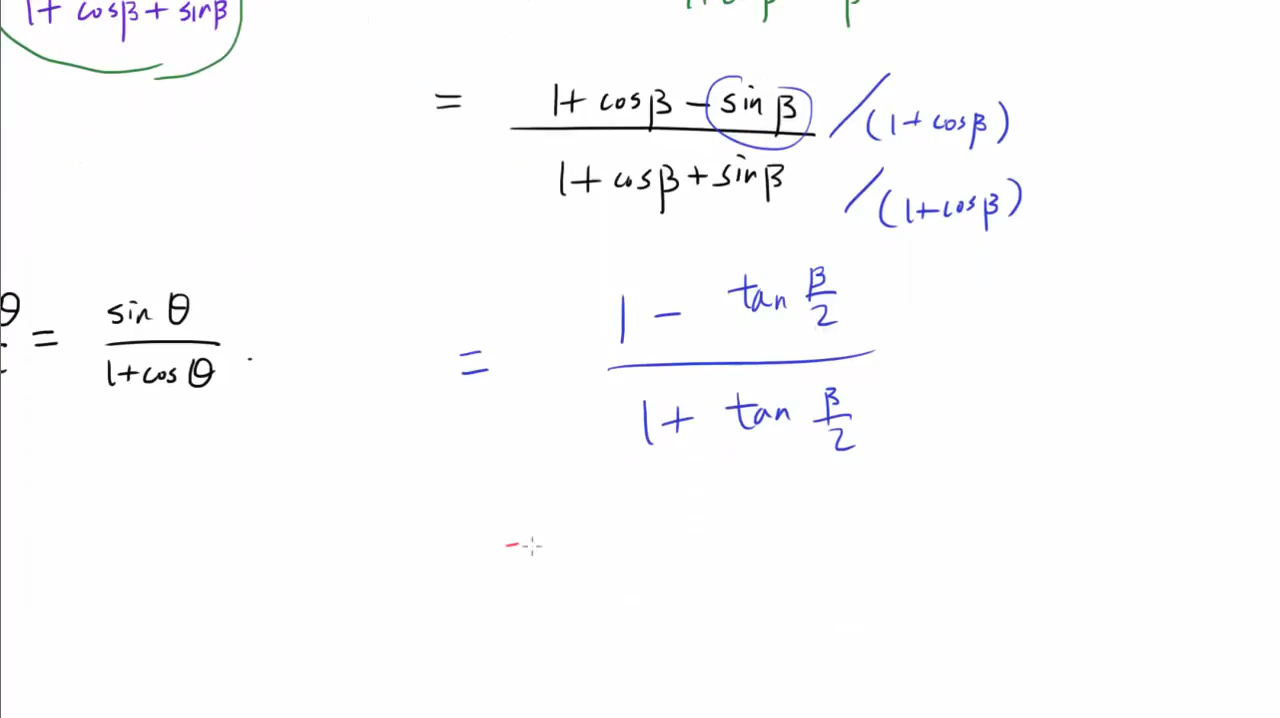 1 + cosβ + sinβ
= 1 + cosβ − sinβ /(1 + cosβ)
1 + cosβ + sinβ /(1 + cosβ)
θ = sin θ
1 + cos θ .
= 1 − tan β/2
1 + tan β/2